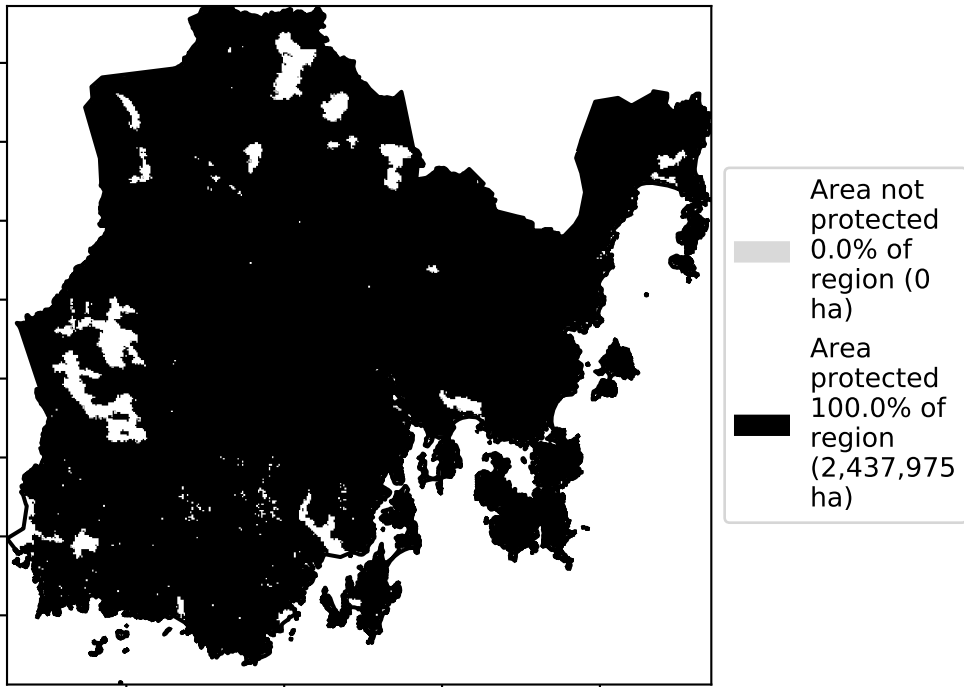 Area not
protected
0.0% of
region (0
ha)
Area
protected
100.0% of
region
(2,437,975
ha)